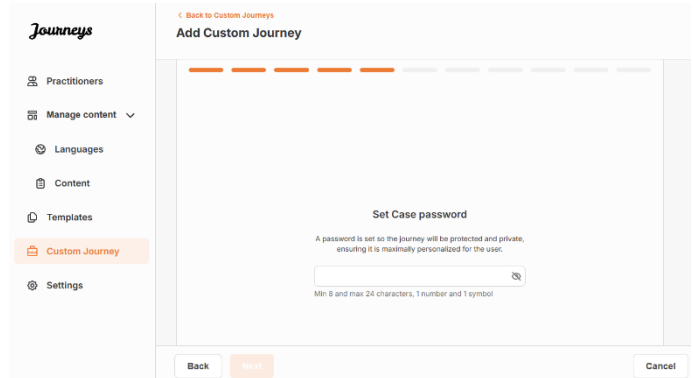 Journeys
Back to Custom Journeys
Add Custom Journey
Practitioners
Manage content
Languages
Content
Templates
Custom Journey
Settings
Set Case password
A password is set so the journey will be protected and private,
ensuring it is maximally personalized for the user.
Min 8 and max 24 characters, 1 number and 1 symbol
Back
Next
Cancel